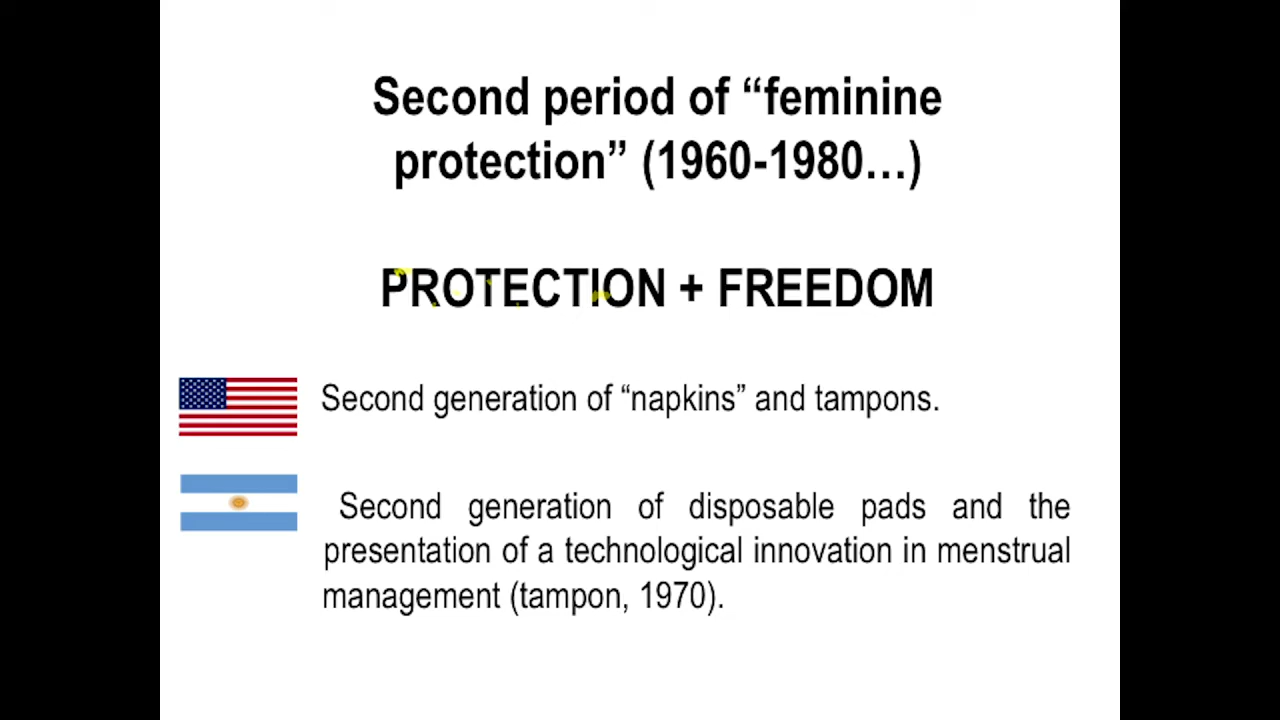 Second period of “feminine
protection” (1960-1980…)
PROTECTION + FREEDOM
Second generation of “napkins” and tampons.
Second generation of disposable pads and the
presentation of a technological innovation in menstrual
management (tampon, 1970).